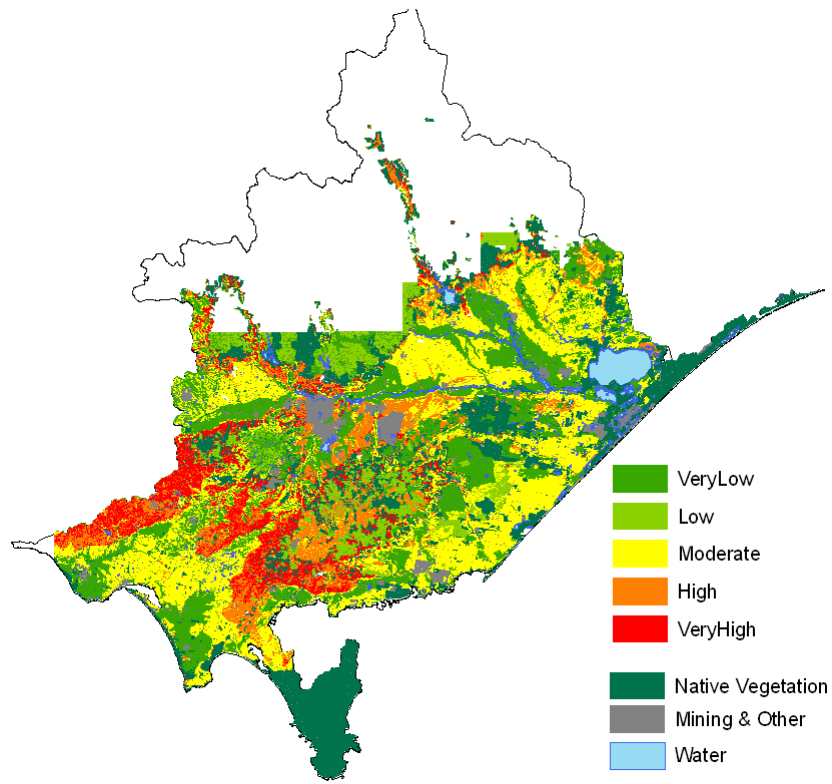 VeryLow
Low
Moderate
High
VeryHigh
Native Vegetation
Mining & Other
Water